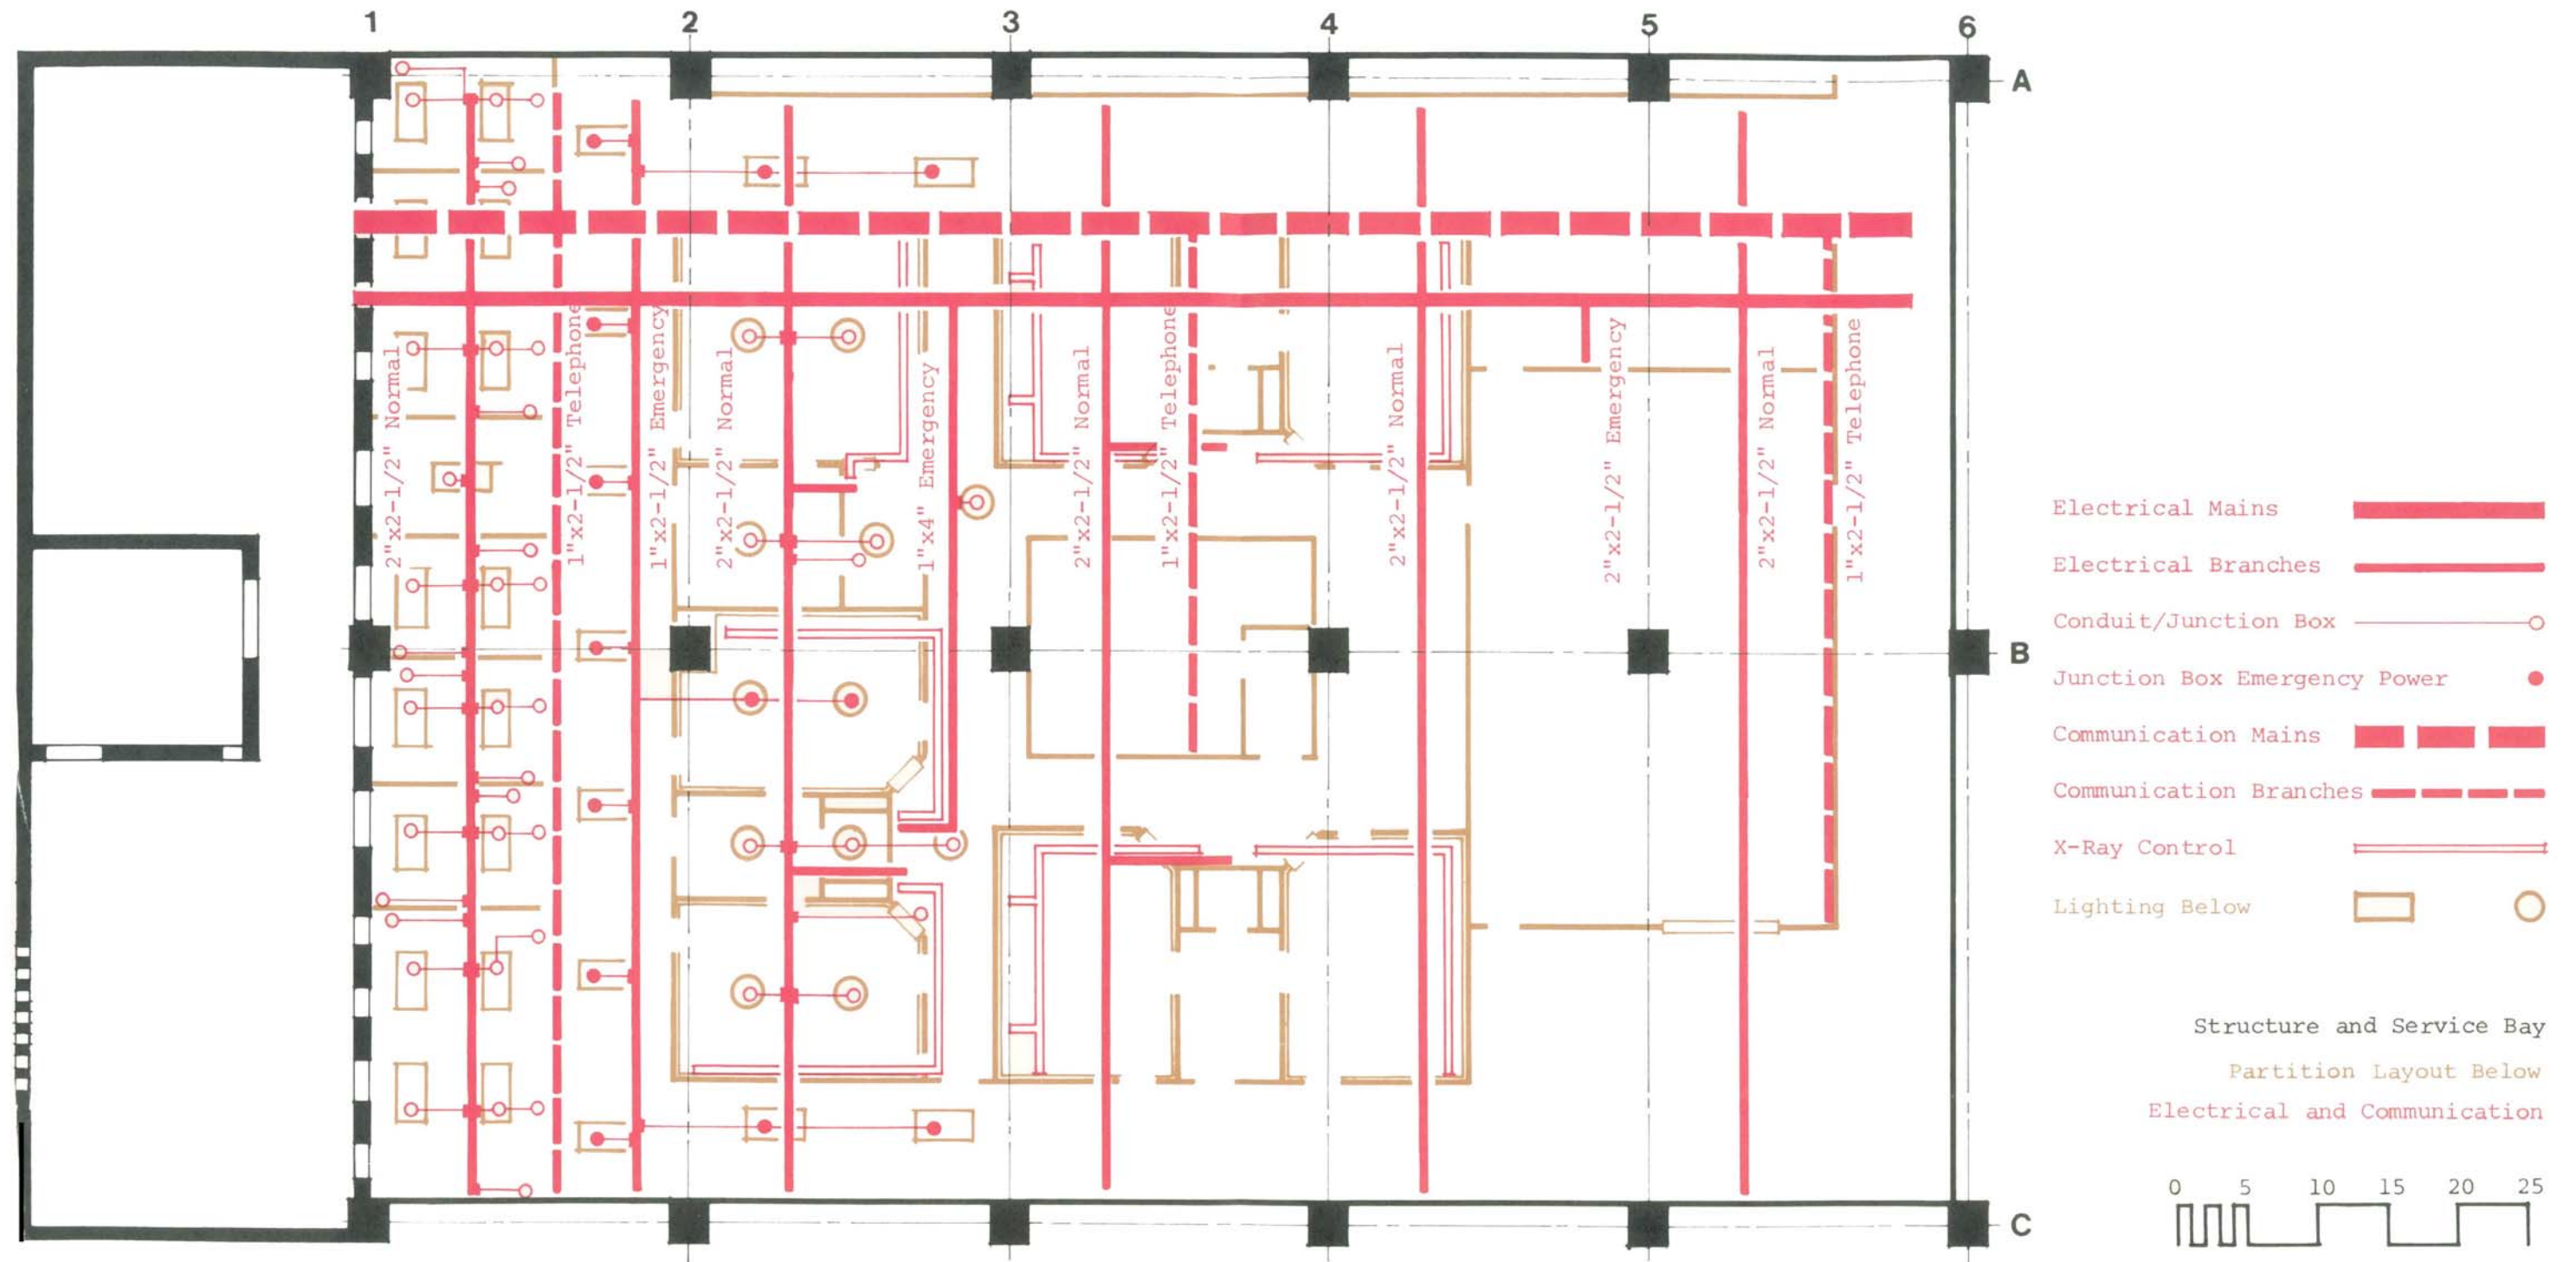 1 2 3 4 5 6
A
B
C
2"x2-1/2" Normal
1"x2-1/2" Telephone
1"x2-1/2" Emergency
2"x2-1/2" Normal
1"x4" Emergency
2"x2-1/2" Normal
1"x2-1/2" Telephone
2"x2-1/2" Normal
2"x2-1/2" Emergency
2"x2-1/2" Normal
1"x2-1/2" Telephone
Electrical Mains
Electrical Branches
Conduit/Junction Box
Junction Box Emergency Power
Communication Mains
Communication Branches
X-Ray Control
Lighting Below
Structure and Service Bay
Partition Layout Below
Electrical and Communication
0 5 10 15 20 25